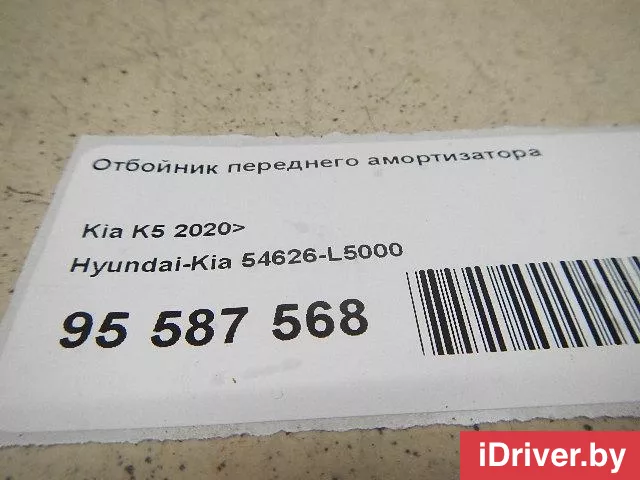 Отбойник переднего амортизатора
Kia K5 2020>
Hyundai-Kia 54626-L5000
95 587 568
iDriver.by